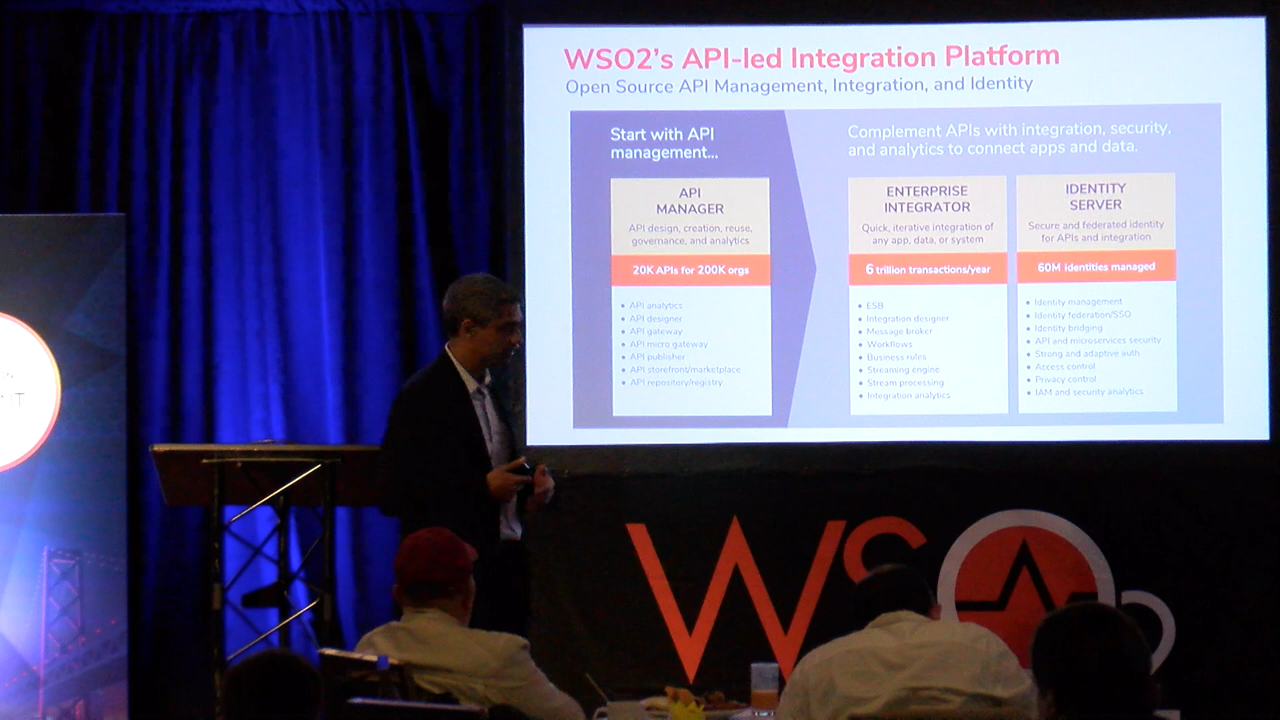 WSO2's API-led Integration Platform
Open Source API Management, Integration, and Identity
Start with API
management...
API
MANAGER
API design, creation, reuse,
governance, and analytics
20K APIs for 200K orgs
• API analytics
• API designer
• API gateway
• API micro gateway
• API publisher
• API storefront/marketplace
• API repository/registry
Complement APIs with integration, security,
and analytics to connect apps and data.
ENTERPRISE
INTEGRATOR
Quick, iterative integration of
any app, data, or system
6 trillion transactions/year
• ESB
• Integration designer
• Message broker
• Workflows
• Business rules
• Streaming engine
• Stream processing
• Integration analytics
IDENTITY
SERVER
Secure and federated identity
for APIs and integration
60M identities managed
• Identity management
• Identity federation/SSO
• Identity bridging
• API and microservices security
• Strong and adaptive auth
• Access control
• Privacy control
• IAM and security analytics
WSO